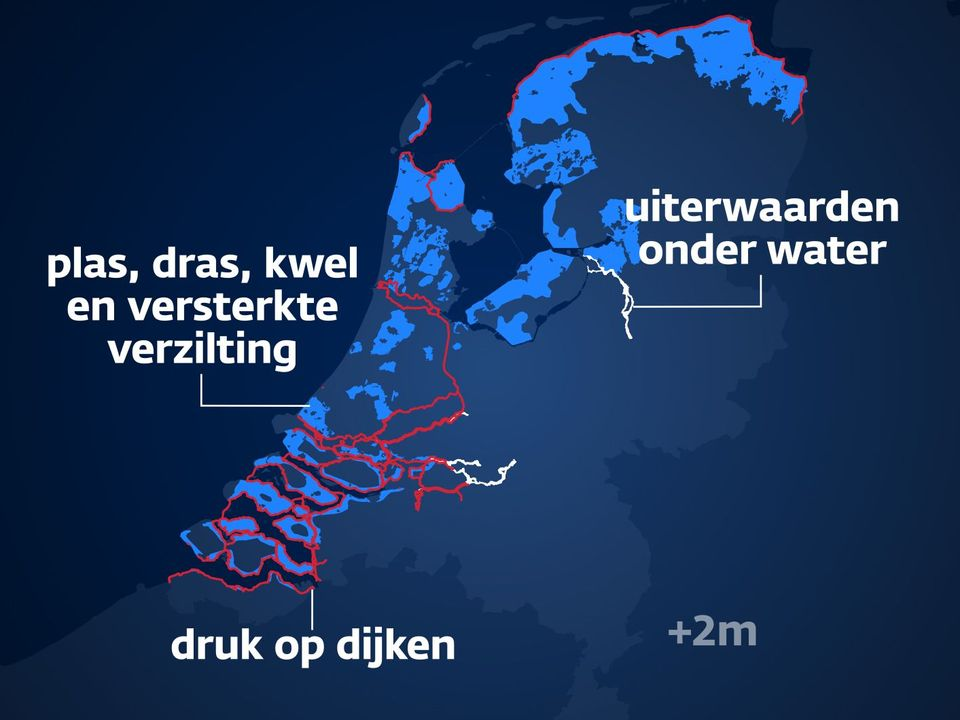 uiterwaarden
onder water
plas, dras, kwel
en versterkte
verzilting
druk op dijken
+2m